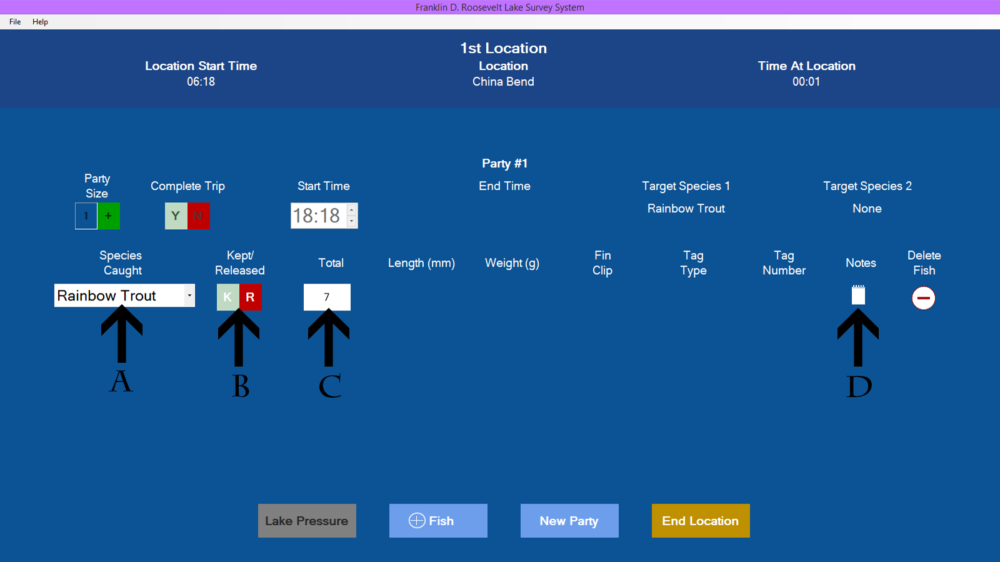 Franklin D. Roosevelt Lake Survey System
File Help
1st Location
Location Start Time Location Time At Location
06:18 China Bend 00:01
Party #1
Party Size Complete Trip Start Time End Time Target Species 1 Target Species 2
1 + Y N 18:18 Rainbow Trout None
Species Caught Kept/ Released Total Length (mm) Weight (g) Fin Clip Tag Type Tag Number Notes Delete Fish
Rainbow Trout K R 7
A B C D
Lake Pressure Fish New Party End Location